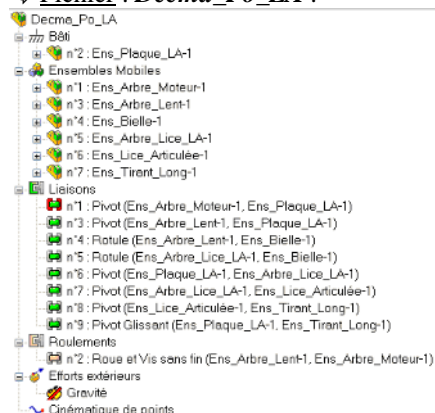 Fichier : Decma_Po_LA :
Decma_Po_LA
Bâti
n°2 : Ens_Plaque_LA-1
Ensembles Mobiles
n°1 : Ens_Arbre_Moteur-1
n°3 : Ens_Arbre_Lent-1
n°4 : Ens_Bielle-1
n°5 : Ens_Arbre_Lice_LA-1
n°6 : Ens_Lice_Articulée-1
n°7 : Ens_Tirant_Long-1
Liaisons
n°1 : Pivot (Ens_Arbre_Moteur-1, Ens_Plaque_LA-1)
n°3 : Pivot (Ens_Arbre_Lent-1, Ens_Plaque_LA-1)
n°4 : Rotule (Ens_Arbre_Lent-1, Ens_Bielle-1)
n°5 : Rotule (Ens_Arbre_Lice_LA-1, Ens_Bielle-1)
n°6 : Pivot (Ens_Plaque_LA-1, Ens_Arbre_Lice_LA-1)
n°7 : Pivot (Ens_Arbre_Lice_LA-1, Ens_Lice_Articulée-1)
n°8 : Pivot (Ens_Lice_Articulée-1, Ens_Tirant_Long-1)
n°9 : Pivot Glissant (Ens_Plaque_LA-1, Ens_Tirant_Long-1)
Roulements
n°2 : Roue et Vis sans fin (Ens_Arbre_Lent-1, Ens_Arbre_Moteur-1)
Efforts extérieurs
Gravité
Cinématique de points